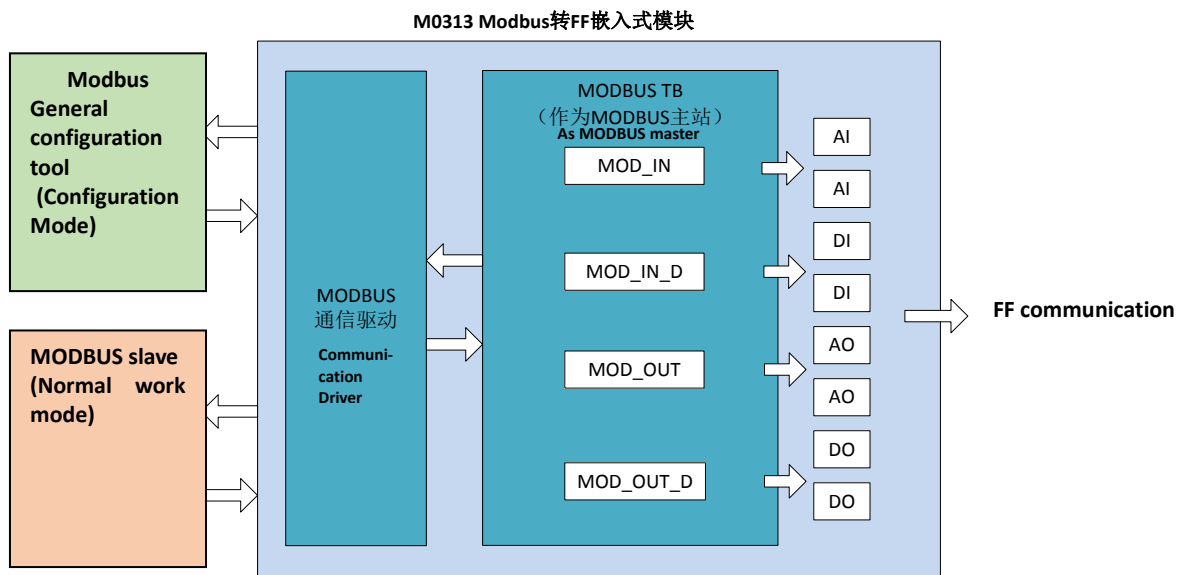 M0313 Modbus转FF嵌入式模块
Modbus
General
configuration
tool
(Configuration
Mode)
MODBUS slave
(Normal work
mode)
MODBUS
通信驱动
Communi-
cation
Driver
MODBUS TB
（作为MODBUS主站）
As MODBUS master
MOD_IN
MOD_IN_D
MOD_OUT
MOD_OUT_D
AI
AI
DI
DI
AO
AO
DO
DO
FF communication